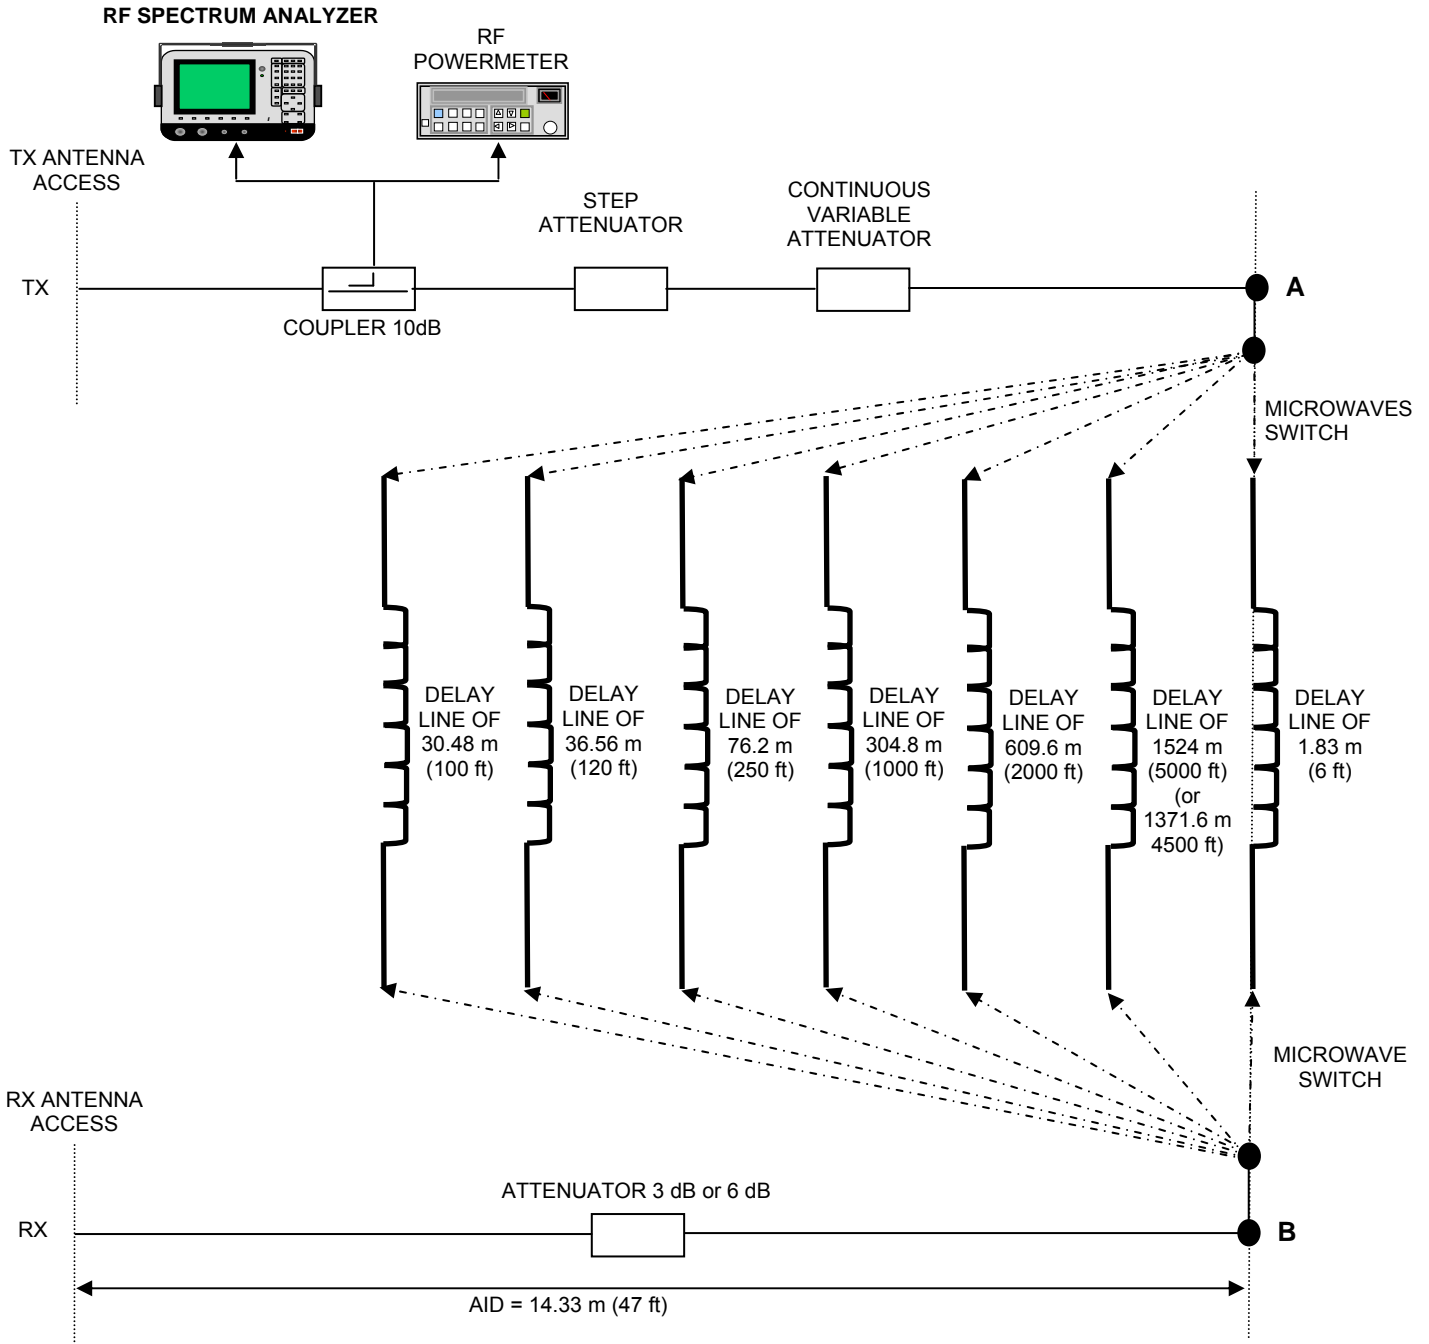 RF SPECTRUM ANALYZER
RF
POWERMETER
TX ANTENNA
ACCESS
STEP
ATTENUATOR
CONTINUOUS
VARIABLE
ATTENUATOR
TX
COUPLER 10dB
A
MICROWAVES
SWITCH
DELAY
LINE OF
30.48 m
(100 ft)
DELAY
LINE OF
36.56 m
(120 ft)
DELAY
LINE OF
76.2 m
(250 ft)
DELAY
LINE OF
304.8 m
(1000 ft)
DELAY
LINE OF
609.6 m
(2000 ft)
DELAY
LINE OF
1524 m
(5000 ft)
(or
1371.6 m
4500 ft)
DELAY
LINE OF
1.83 m
(6 ft)
MICROWAVE
SWITCH
RX ANTENNA
ACCESS
ATTENUATOR 3 dB or 6 dB
RX
B
AID = 14.33 m (47 ft)